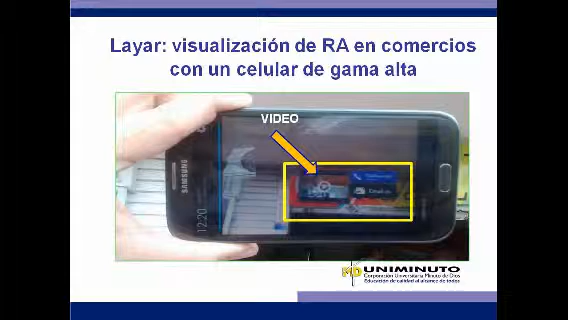 Layar: visualización de RA en comercios
con un celular de gama alta
VIDEO
SAMSUNG
12:20
UNIMINUTO
Corporación Universitaria Minuto de Dios
Educación de calidad al alcance de todos